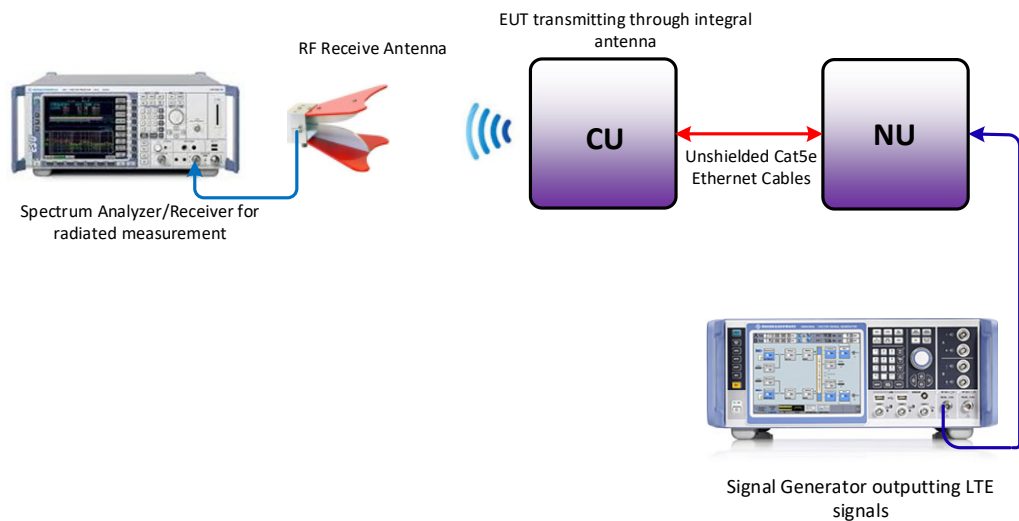 EUT transmitting through integral
antenna
RF Receive Antenna
CU
NU
Unshielded Cat5e
Ethernet Cables
Spectrum Analyzer/Receiver for
radiated measurement
Signal Generator outputting LTE
signals